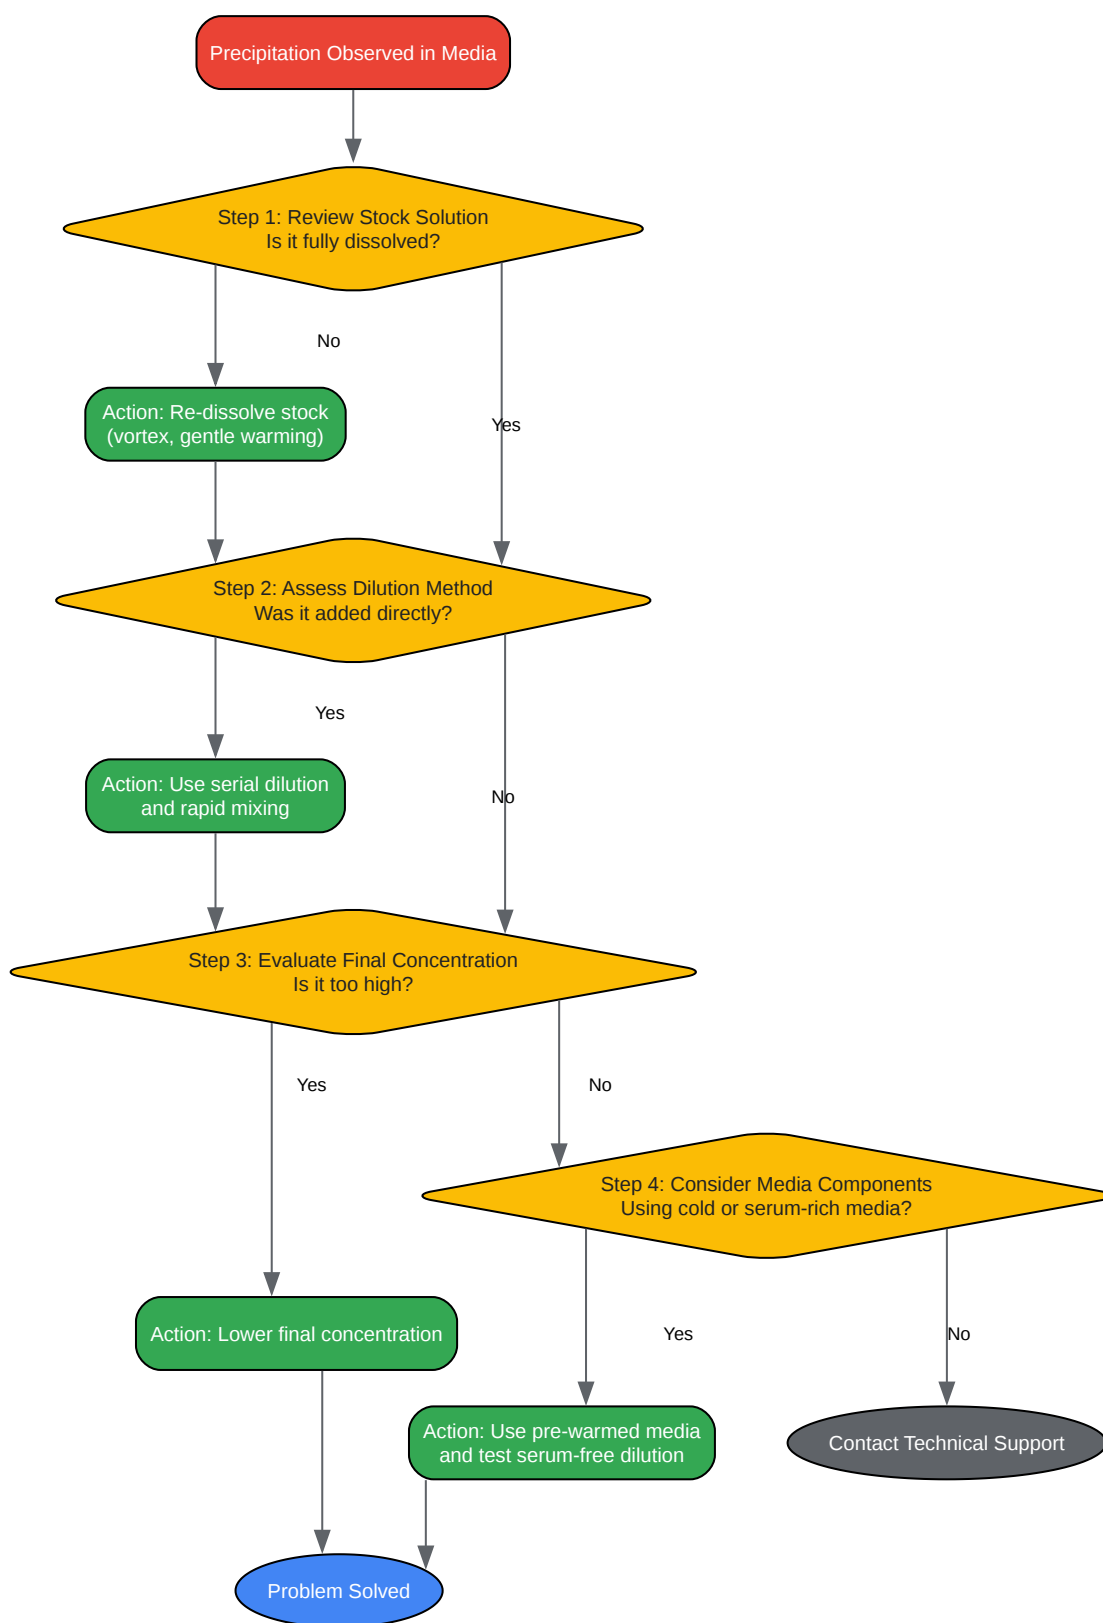 Precipitation Observed in Media
Step 1: Review Stock Solution
Is it fully dissolved?
No
Action: Re-dissolve stock
(vortex, gentle warming)
Yes
Step 2: Assess Dilution Method
Was it added directly?
Yes
Action: Use serial dilution
and rapid mixing
No
Step 3: Evaluate Final Concentration
Is it too high?
Yes
No
Step 4: Consider Media Components
Using cold or serum-rich media?
Action: Lower final concentration
Yes
No
Action: Use pre-warmed media
and test serum-free dilution
Contact Technical Support
Problem Solved